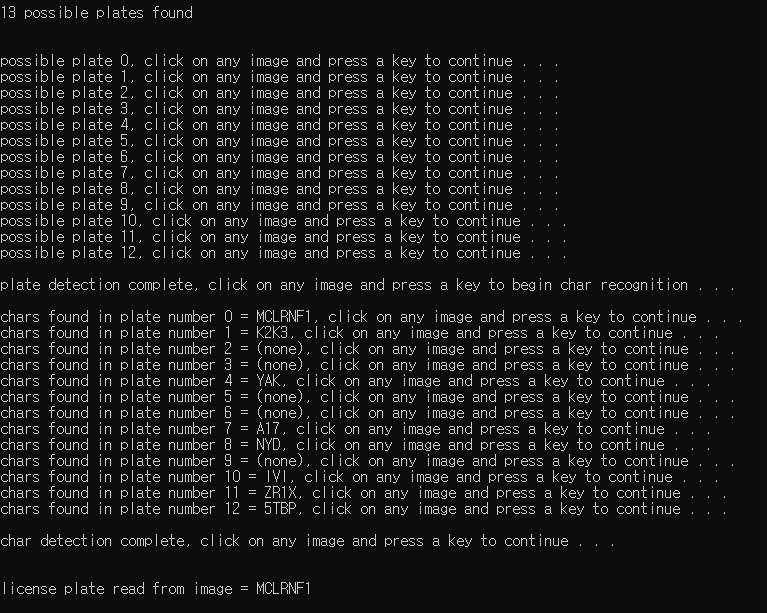 13 possible plates found
possible plate 0, click on any image and press a key to continue . . .
possible plate 1, click on any image and press a key to continue . . .
possible plate 2, click on any image and press a key to continue . . .
possible plate 3, click on any image and press a key to continue . . .
possible plate 4, click on any image and press a key to continue . . .
possible plate 5, click on any image and press a key to continue . . .
possible plate 6, click on any image and press a key to continue . . .
possible plate 7, click on any image and press a key to continue . . .
possible plate 8, click on any image and press a key to continue . . .
possible plate 9, click on any image and press a key to continue . . .
possible plate 10, click on any image and press a key to continue . . .
possible plate 11, click on any image and press a key to continue . . .
possible plate 12, click on any image and press a key to continue . . .
plate detection complete, click on any image and press a key to begin char recognition . . .
chars found in plate number 0 = MCLRNF1, click on any image and press a key to continue . . .
chars found in plate number 1 = K2K3, click on any image and press a key to continue . . .
chars found in plate number 2 = (none), click on any image and press a key to continue . . .
chars found in plate number 3 = (none), click on any image and press a key to continue . . .
chars found in plate number 4 = YAK, click on any image and press a key to continue . . .
chars found in plate number 5 = (none), click on any image and press a key to continue . . .
chars found in plate number 6 = (none), click on any image and press a key to continue . . .
chars found in plate number 7 = A17, click on any image and press a key to continue . . .
chars found in plate number 8 = NYD, click on any image and press a key to continue . . .
chars found in plate number 9 = (none), click on any image and press a key to continue . . .
chars found in plate number 10 = IVI, click on any image and press a key to continue . . .
chars found in plate number 11 = ZR1X, click on any image and press a key to continue . . .
chars found in plate number 12 = 5TBP, click on any image and press a key to continue . . .
char detection complete, click on any image and press a key to continue . . .
license plate read from image = MCLRNF1